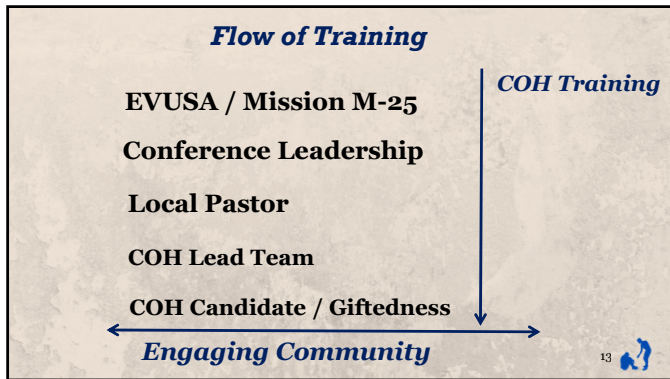 Flow of Training
COH Training
EVUSA / Mission M-25
Conference Leadership
Local Pastor
COH Lead Team
COH Candidate / Giftedness
Engaging Community
13